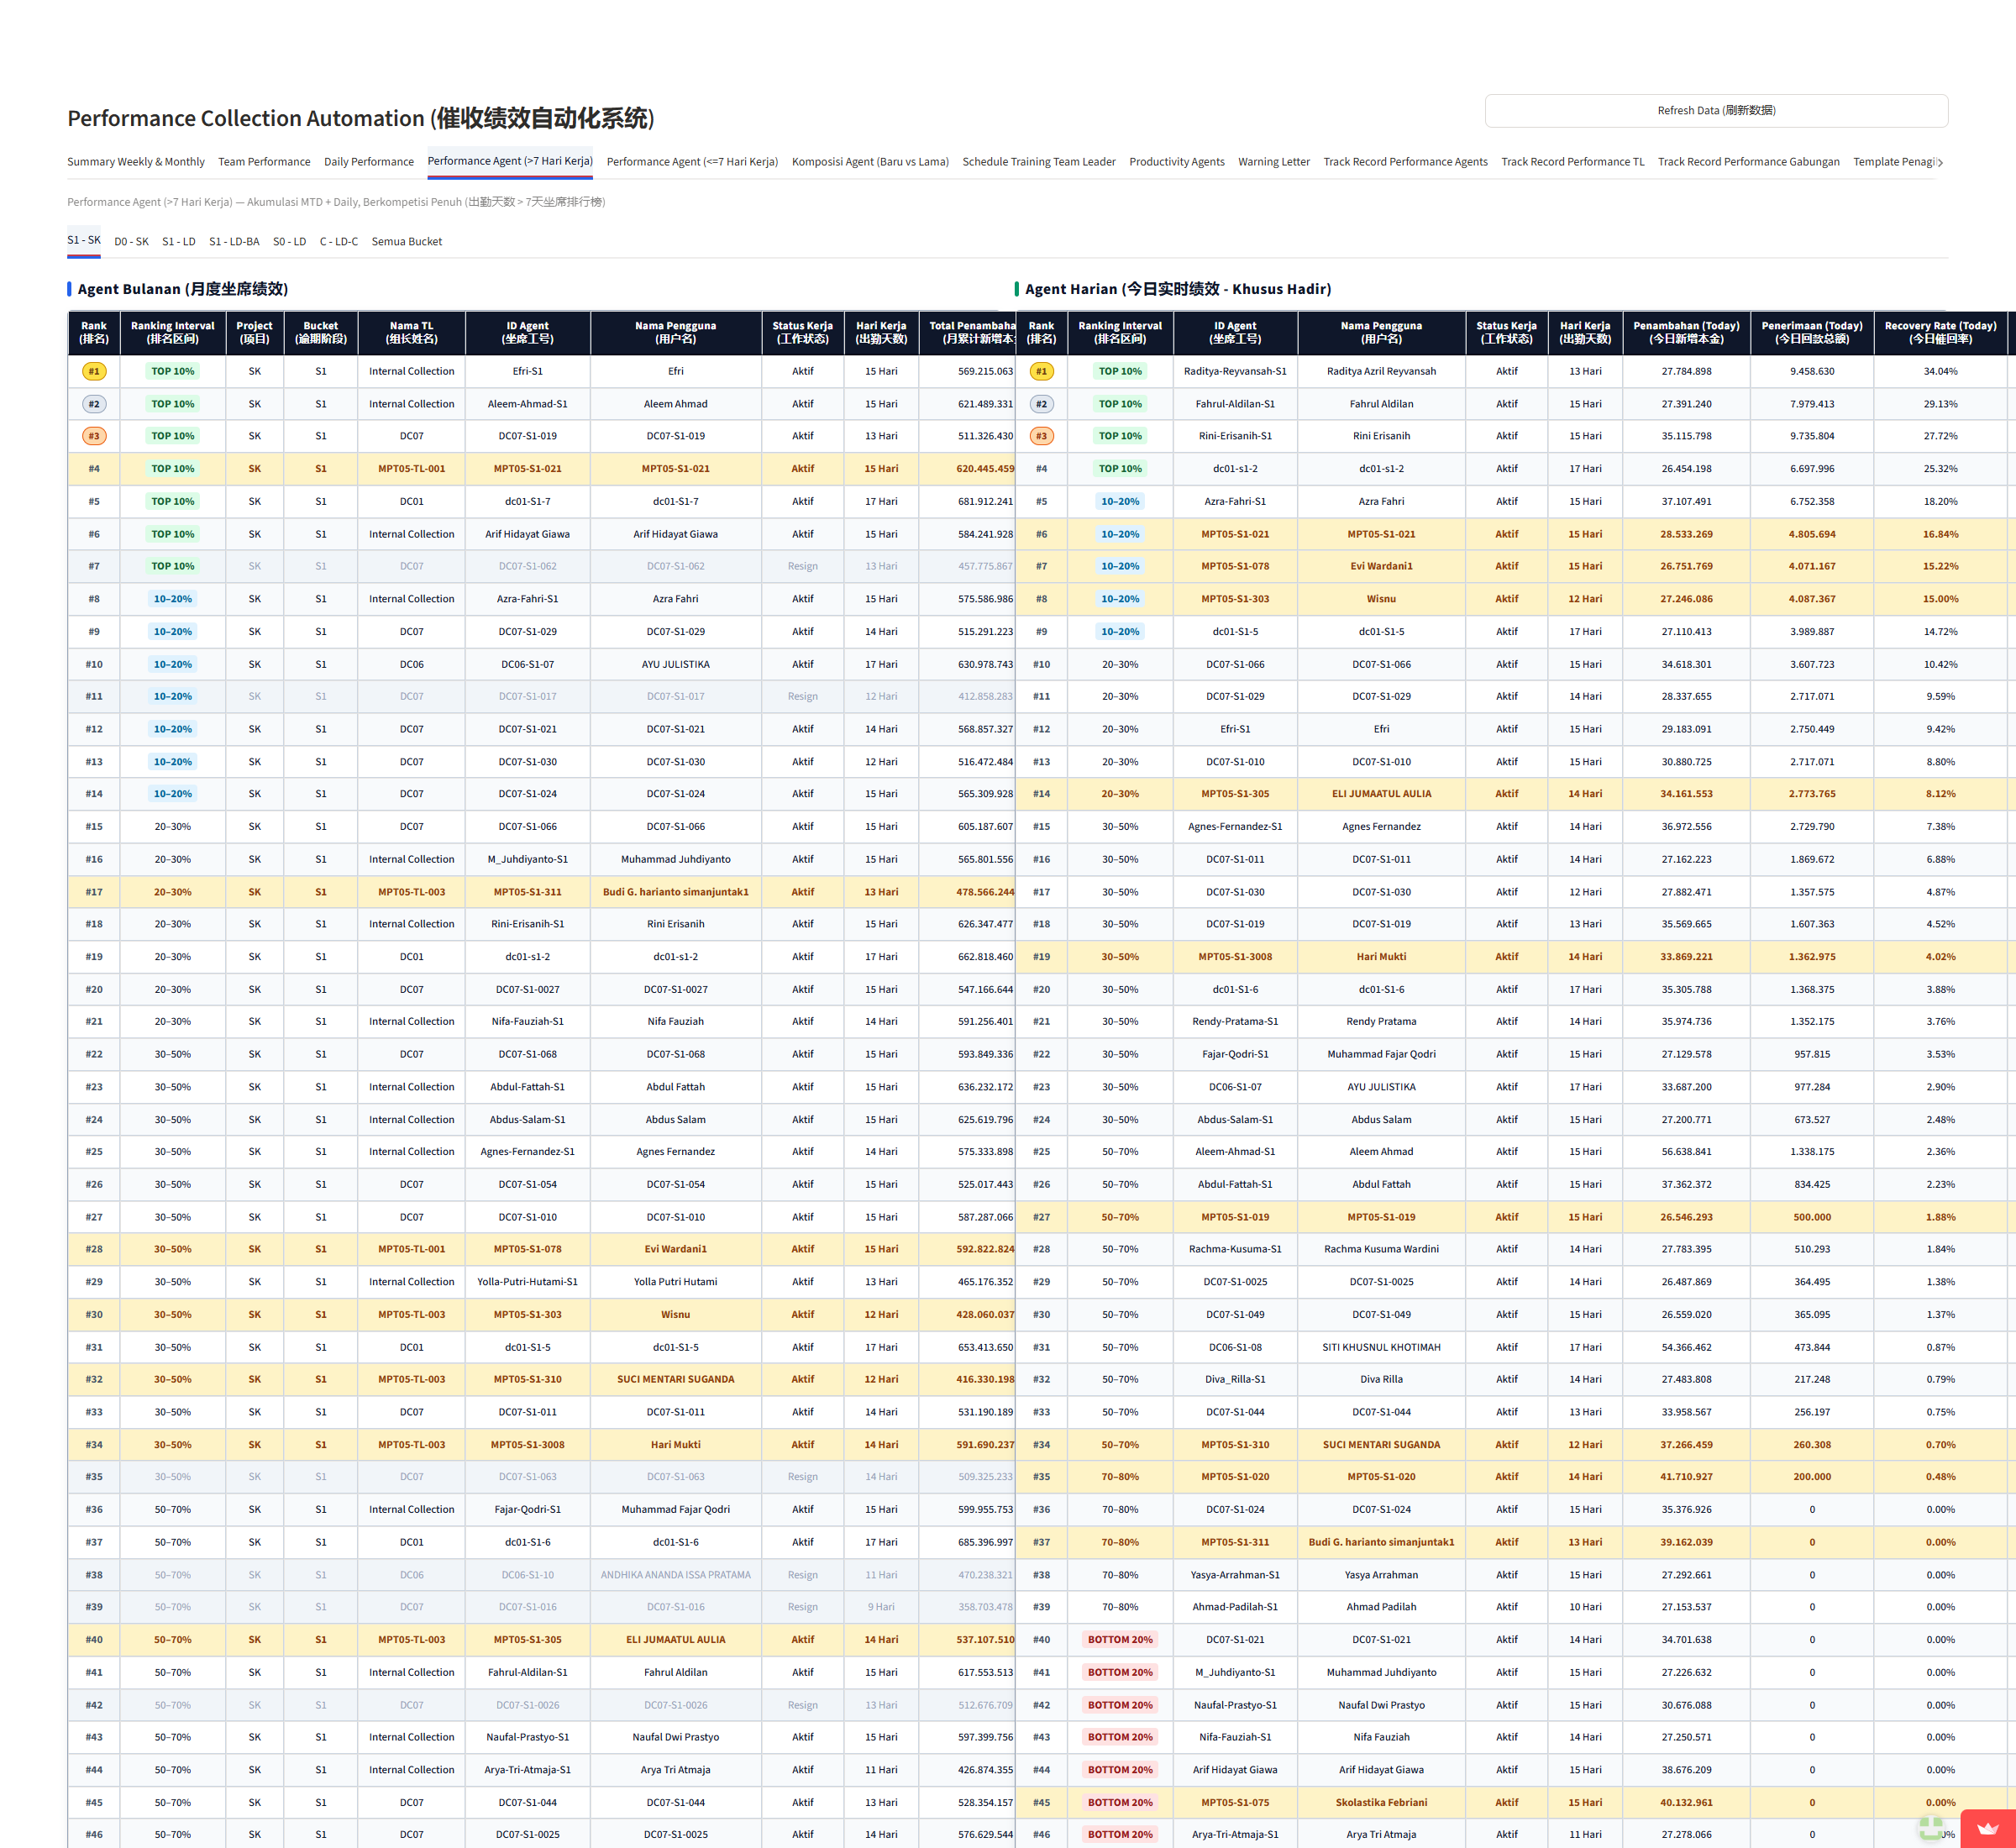 Performance Collection Automation (催收绩效自动化系统)
Refresh Data (刷新数据)
Summary Weekly & Monthly Team Performance Daily Performance Performance Agent (>7 Hari Kerja) Performance Agent (<=7 Hari Kerja) Komposisi Agent (Baru vs Lama) Schedule Training Team Leader Productivity Agents Warning Letter Track Record Performance Agents Track Record Performance TL Track Record Performance Gabungan Template Penagi
Performance Agent (>7 Hari Kerja) — Akumulasi MTD + Daily, Berkompetisi Penuh (出勤天数 > 7天坐席排行榜)
S1 - SK D0 - SK S1 - LD S1 - LD-BA S0 - LD C - LD-C Semua Bucket
Agent Bulanan (月度坐席绩效)
Rank Ranking Interval Project Bucket Nama TL ID Agent Nama Pengguna Status Kerja Hari Kerja Total Penambaha
(排名) (排名区间) (项目) (逾期阶段) (组长姓名) (坐席工号) (用户名) (工作状态) (出勤天数) (月累计新增本
#1 TOP 10% SK S1 Internal Collection Efri-S1 Efri Aktif 15 Hari 569.215.063
#2 TOP 10% SK S1 Internal Collection Aleem-Ahmad-S1 Aleem Ahmad Aktif 15 Hari 621.489.331
#3 TOP 10% SK S1 DC07 DC07-S1-019 DC07-S1-019 Aktif 13 Hari 511.326.430
#4 TOP 10% SK S1 MPT05-TL-001 MPT05-S1-021 MPT05-S1-021 Aktif 15 Hari 620.445.459
#5 TOP 10% SK S1 DC01 dc01-s1-7 dc01-s1-7 Aktif 17 Hari 681.912.241
#6 TOP 10% SK S1 Internal Collection Arif Hidayat Giawa Arif Hidayat Giawa Aktif 15 Hari 584.241.928
#7 TOP 10% SK S1 DC07 DC07-S1-062 DC07-S1-062 Resign 13 Hari 457.775.867
#8 10–20% SK S1 Internal Collection Azra-Fahri-S1 Azra Fahri Aktif 15 Hari 575.586.986
#9 10–20% SK S1 DC07 DC07-S1-029 DC07-S1-029 Aktif 14 Hari 515.291.223
#10 10–20% SK S1 DC06 DC06-S1-07 AYU JULISTIKA Aktif 17 Hari 630.978.743
#11 10–20% SK S1 DC07 DC07-S1-017 DC07-S1-017 Resign 12 Hari 412.858.283
#12 10–20% SK S1 DC07 DC07-S1-021 DC07-S1-021 Aktif 14 Hari 568.857.327
#13 10–20% SK S1 DC07 DC07-S1-030 DC07-S1-030 Aktif 12 Hari 516.472.484
#14 10–20% SK S1 DC07 DC07-S1-024 DC07-S1-024 Aktif 15 Hari 565.309.928
#15 20–30% SK S1 DC07 DC07-S1-066 DC07-S1-066 Aktif 15 Hari 605.187.607
#16 20–30% SK S1 Internal Collection M_Juhdiyanto-S1 Muhammad Juhdiyanto Aktif 15 Hari 565.801.556
#17 20–30% SK S1 MPT05-TL-003 MPT05-S1-311 Budi G. harianto simanjuntak1 Aktif 13 Hari 478.566.244
#18 20–30% SK S1 Internal Collection Rini-Erisanih-S1 Rini Erisanih Aktif 15 Hari 626.347.477
#19 20–30% SK S1 DC01 dc01-s1-2 dc01-s1-2 Aktif 17 Hari 662.818.460
#20 20–30% SK S1 DC07 DC07-S1-0027 DC07-S1-0027 Aktif 15 Hari 547.166.644
#21 20–30% SK S1 Internal Collection Nifa-Fauziah-S1 Nifa Fauziah Aktif 14 Hari 591.256.401
#22 30–50% SK S1 DC07 DC07-S1-068 DC07-S1-068 Aktif 15 Hari 593.849.336
#23 30–50% SK S1 Internal Collection Abdul-Fattah-S1 Abdul Fattah Aktif 15 Hari 636.232.172
#24 30–50% SK S1 Internal Collection Abdus-Salam-S1 Abdus Salam Aktif 15 Hari 625.619.796
#25 30–50% SK S1 Internal Collection Agnes-Fernandez-S1 Agnes Fernandez Aktif 14 Hari 575.333.898
#26 30–50% SK S1 DC07 DC07-S1-054 DC07-S1-054 Aktif 15 Hari 525.017.443
#27 30–50% SK S1 DC07 DC07-S1-010 DC07-S1-010 Aktif 15 Hari 587.287.066
#28 30–50% SK S1 MPT05-TL-001 MPT05-S1-078 Evi Wardani1 Aktif 15 Hari 592.822.824
#29 30–50% SK S1 Internal Collection Yolla-Putri-Hutami-S1 Yolla Putri Hutami Aktif 13 Hari 465.176.352
#30 30–50% SK S1 MPT05-TL-003 MPT05-S1-303 Wisnu Aktif 12 Hari 428.060.037
#31 30–50% SK S1 DC01 dc01-S1-5 dc01-S1-5 Aktif 17 Hari 653.413.650
#32 30–50% SK S1 MPT05-TL-003 MPT05-S1-310 SUCI MENTARI SUGANDA Aktif 12 Hari 416.330.198
#33 30–50% SK S1 DC07 DC07-S1-011 DC07-S1-011 Aktif 14 Hari 531.190.189
#34 30–50% SK S1 MPT05-TL-003 MPT05-S1-3008 Hari Mukti Aktif 14 Hari 591.690.237
#35 30–50% SK S1 DC07 DC07-S1-063 DC07-S1-063 Resign 14 Hari 509.325.233
#36 50–70% SK S1 Internal Collection Fajar-Qodri-S1 Muhammad Fajar Qodri Aktif 15 Hari 599.955.753
#37 50–70% SK S1 DC01 dc01-S1-6 dc01-S1-6 Aktif 17 Hari 685.396.997
#38 50–70% SK S1 DC06 DC06-S1-10 ANDHIKA ANANDA ISSA PRATAMA Resign 11 Hari 470.238.321
#39 50–70% SK S1 DC07 DC07-S1-016 DC07-S1-016 Resign 9 Hari 358.703.478
#40 50–70% SK S1 MPT05-TL-003 MPT05-S1-305 ELI JUMAATUL AULIA Aktif 14 Hari 537.107.510
#41 50–70% SK S1 Internal Collection Fahrul-Aldilan-S1 Fahrul Aldilan Aktif 15 Hari 617.553.513
#42 50–70% SK S1 DC07 DC07-S1-0026 DC07-S1-0026 Resign 13 Hari 512.676.709
#43 50–70% SK S1 Internal Collection Naufal-Prastyo-S1 Naufal Dwi Prastyo Aktif 15 Hari 597.399.756
#44 50–70% SK S1 Internal Collection Arya-Tri-Atmaja-S1 Arya Tri Atmaja Aktif 11 Hari 426.874.355
#45 50–70% SK S1 DC07 DC07-S1-044 DC07-S1-044 Aktif 13 Hari 528.354.157
#46 50–70% SK S1 DC07 DC07-S1-0025 DC07-S1-0025 Aktif 14 Hari 576.629.544
Agent Harian (今日实时绩效 - Khusus Hadir)
Rank Ranking Interval ID Agent Nama Pengguna Status Kerja Hari Kerja Penambahan (Today) Penerimaan (Today) Recovery Rate (Today)
(排名) (排名区间) (坐席工号) (用户名) (工作状态) (出勤天数) (今日新增本金) (今日回款总额) (今日催回率)
#1 TOP 10% Raditya-Reyvansah-S1 Raditya Azril Reyvansah Aktif 13 Hari 27.784.898 9.458.630 34.04%
#2 TOP 10% Fahrul-Aldilan-S1 Fahrul Aldilan Aktif 15 Hari 27.391.240 7.979.413 29.13%
#3 TOP 10% Rini-Erisanih-S1 Rini Erisanih Aktif 15 Hari 35.115.798 9.735.804 27.72%
#4 TOP 10% dc01-s1-2 dc01-s1-2 Aktif 17 Hari 26.454.198 6.697.996 25.32%
#5 10–20% Azra-Fahri-S1 Azra Fahri Aktif 15 Hari 37.107.491 6.752.358 18.20%
#6 10–20% MPT05-S1-021 MPT05-S1-021 Aktif 15 Hari 28.533.269 4.805.694 16.84%
#7 10–20% MPT05-S1-078 Evi Wardani1 Aktif 15 Hari 26.751.769 4.071.167 15.22%
#8 10–20% MPT05-S1-303 Wisnu Aktif 12 Hari 27.246.086 4.087.367 15.00%
#9 10–20% dc01-S1-5 dc01-S1-5 Aktif 17 Hari 27.110.413 3.989.887 14.72%
#10 20–30% DC07-S1-066 DC07-S1-066 Aktif 15 Hari 34.618.301 3.607.723 10.42%
#11 20–30% DC07-S1-029 DC07-S1-029 Aktif 14 Hari 28.337.655 2.717.071 9.59%
#12 20–30% Efri-S1 Efri Aktif 15 Hari 29.183.091 2.750.449 9.42%
#13 20–30% DC07-S1-010 DC07-S1-010 Aktif 15 Hari 30.880.725 2.717.071 8.80%
#14 20–30% MPT05-S1-305 ELI JUMAATUL AULIA Aktif 14 Hari 34.161.553 2.773.765 8.12%
#15 30–50% Agnes-Fernandez-S1 Agnes Fernandez Aktif 14 Hari 36.972.556 2.729.790 7.38%
#16 30–50% DC07-S1-011 DC07-S1-011 Aktif 14 Hari 27.162.223 1.869.672 6.88%
#17 30–50% DC07-S1-030 DC07-S1-030 Aktif 12 Hari 27.882.471 1.357.575 4.87%
#18 30–50% DC07-S1-019 DC07-S1-019 Aktif 13 Hari 35.569.665 1.607.363 4.52%
#19 30–50% MPT05-S1-3008 Hari Mukti Aktif 14 Hari 33.869.221 1.362.975 4.02%
#20 30–50% dc01-S1-6 dc01-S1-6 Aktif 17 Hari 35.305.788 1.368.375 3.88%
#21 30–50% Rendy-Pratama-S1 Rendy Pratama Aktif 14 Hari 35.974.736 1.352.175 3.76%
#22 30–50% Fajar-Qodri-S1 Muhammad Fajar Qodri Aktif 15 Hari 27.129.578 957.815 3.53%
#23 30–50% DC06-S1-07 AYU JULISTIKA Aktif 17 Hari 33.687.200 977.284 2.90%
#24 30–50% Abdus-Salam-S1 Abdus Salam Aktif 15 Hari 27.200.771 673.527 2.48%
#25 50–70% Aleem-Ahmad-S1 Aleem Ahmad Aktif 15 Hari 56.638.841 1.338.175 2.36%
#26 50–70% Abdul-Fattah-S1 Abdul Fattah Aktif 15 Hari 37.362.372 834.425 2.23%
#27 50–70% MPT05-S1-019 MPT05-S1-019 Aktif 15 Hari 26.546.293 500.000 1.88%
#28 50–70% Rachma-Kusuma-S1 Rachma Kusuma Wardini Aktif 14 Hari 27.783.395 510.293 1.84%
#29 50–70% DC07-S1-0025 DC07-S1-0025 Aktif 14 Hari 26.487.869 364.495 1.38%
#30 50–70% DC07-S1-049 DC07-S1-049 Aktif 15 Hari 26.559.020 365.095 1.37%
#31 50–70% DC06-S1-08 SITI KHUSNUL KHOTIMAH Aktif 17 Hari 54.366.462 473.844 0.87%
#32 50–70% Diva_Rilla-S1 Diva Rilla Aktif 14 Hari 27.483.808 217.248 0.79%
#33 50–70% DC07-S1-044 DC07-S1-044 Aktif 13 Hari 33.958.567 256.197 0.75%
#34 50–70% MPT05-S1-310 SUCI MENTARI SUGANDA Aktif 12 Hari 37.266.459 260.308 0.70%
#35 70–80% MPT05-S1-020 MPT05-S1-020 Aktif 14 Hari 41.710.927 200.000 0.48%
#36 70–80% DC07-S1-024 DC07-S1-024 Aktif 15 Hari 35.376.926 0 0.00%
#37 70–80% MPT05-S1-311 Budi G. harianto simanjuntak1 Aktif 13 Hari 39.162.039 0 0.00%
#38 70–80% Yasya-Arrahman-S1 Yasya Arrahman Aktif 15 Hari 27.292.661 0 0.00%
#39 70–80% Ahmad-Padilah-S1 Ahmad Padilah Aktif 10 Hari 27.153.537 0 0.00%
#40 BOTTOM 20% DC07-S1-021 DC07-S1-021 Aktif 14 Hari 34.701.638 0 0.00%
#41 BOTTOM 20% M_Juhdiyanto-S1 Muhammad Juhdiyanto Aktif 15 Hari 27.226.632 0 0.00%
#42 BOTTOM 20% Naufal-Prastyo-S1 Naufal Dwi Prastyo Aktif 15 Hari 30.676.088 0 0.00%
#43 BOTTOM 20% Nifa-Fauziah-S1 Nifa Fauziah Aktif 14 Hari 27.250.571 0 0.00%
#44 BOTTOM 20% Arif Hidayat Giawa Arif Hidayat Giawa Aktif 15 Hari 38.676.209 0 0.00%
#45 BOTTOM 20% MPT05-S1-075 Skolastika Febriani Aktif 15 Hari 40.132.961 0 0.00%
#46 BOTTOM 20% Arya-Tri-Atmaja-S1 Arya Tri Atmaja Aktif 11 Hari 27.278.066 0